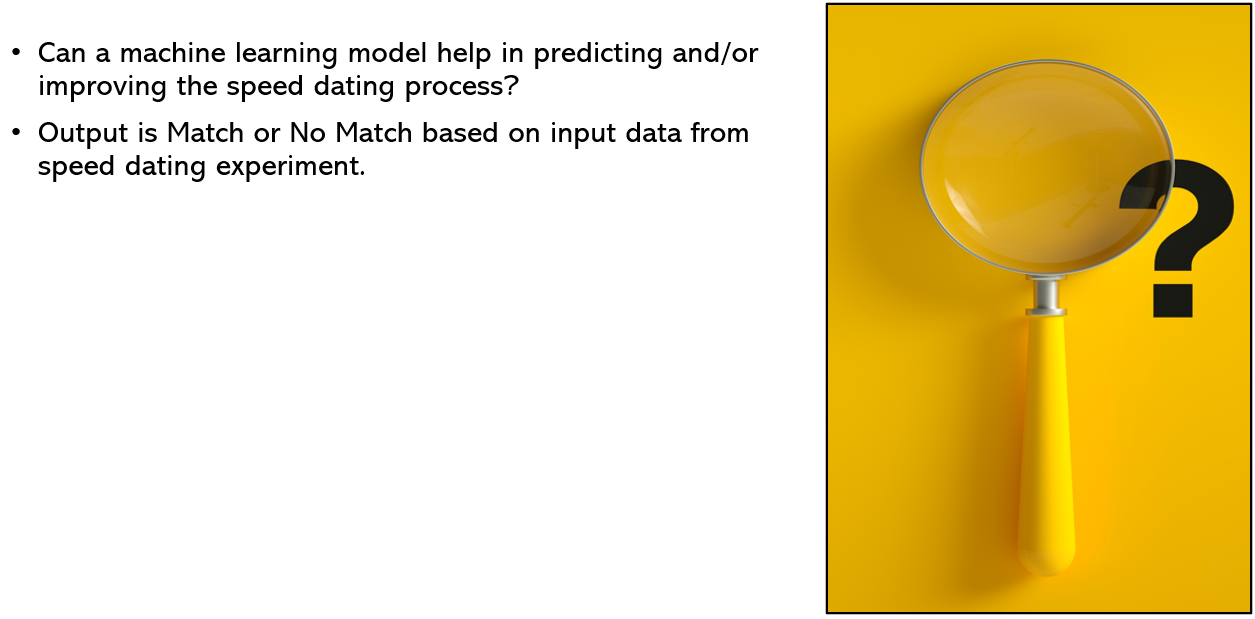 • Can a machine learning model help in predicting and/or
improving the speed dating process?
• Output is Match or No Match based on input data from
speed dating experiment.
?